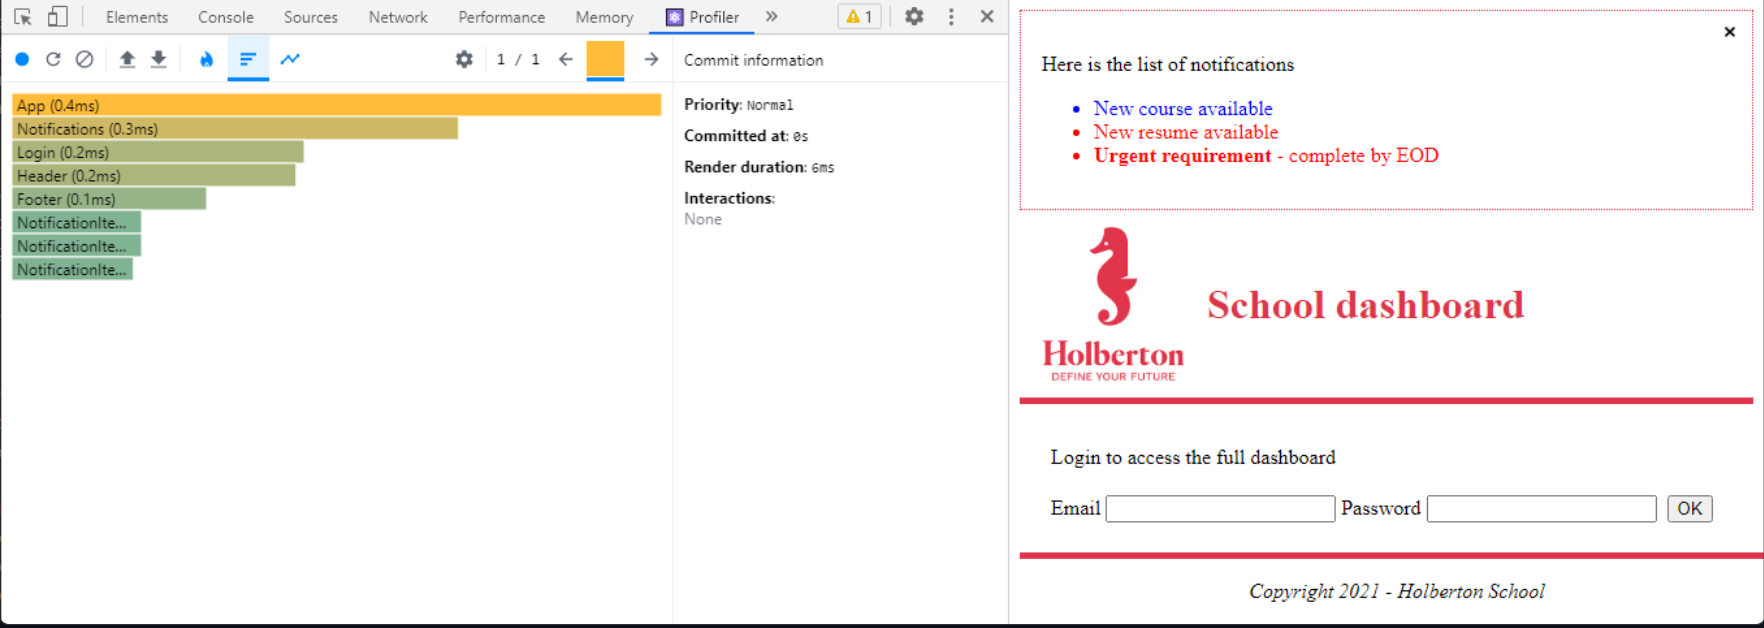 Elements Console Sources Network Performance Memory Profiler » 1
1 / 1
Commit information
App (0.4ms)
Notifications (0.3ms)
Login (0.2ms)
Header (0.2ms)
Footer (0.1ms)
NotificationIte...
NotificationIte...
NotificationIte...
Priority: Normal
Committed at: 0s
Render duration: 6ms
Interactions:
None
Here is the list of notifications
• New course available
• New resume available
• Urgent requirement - complete by EOD
Holberton
DEFINE YOUR FUTURE
School dashboard
Login to access the full dashboard
Email Password OK
Copyright 2021 - Holberton School